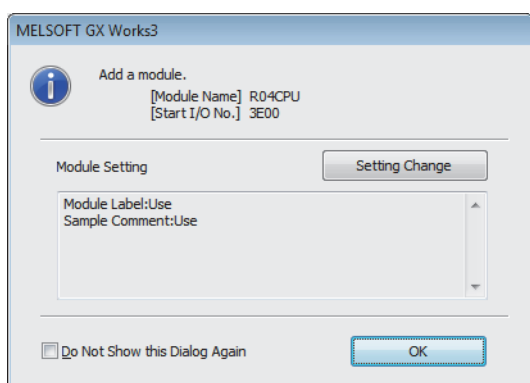 MELSOFT GX Works3
Add a module.
[Module Name] R04CPU
[Start I/O No.] 3E00
Module Setting
Setting Change
Module Label:Use
Sample Comment:Use
Do Not Show this Dialog Again
OK